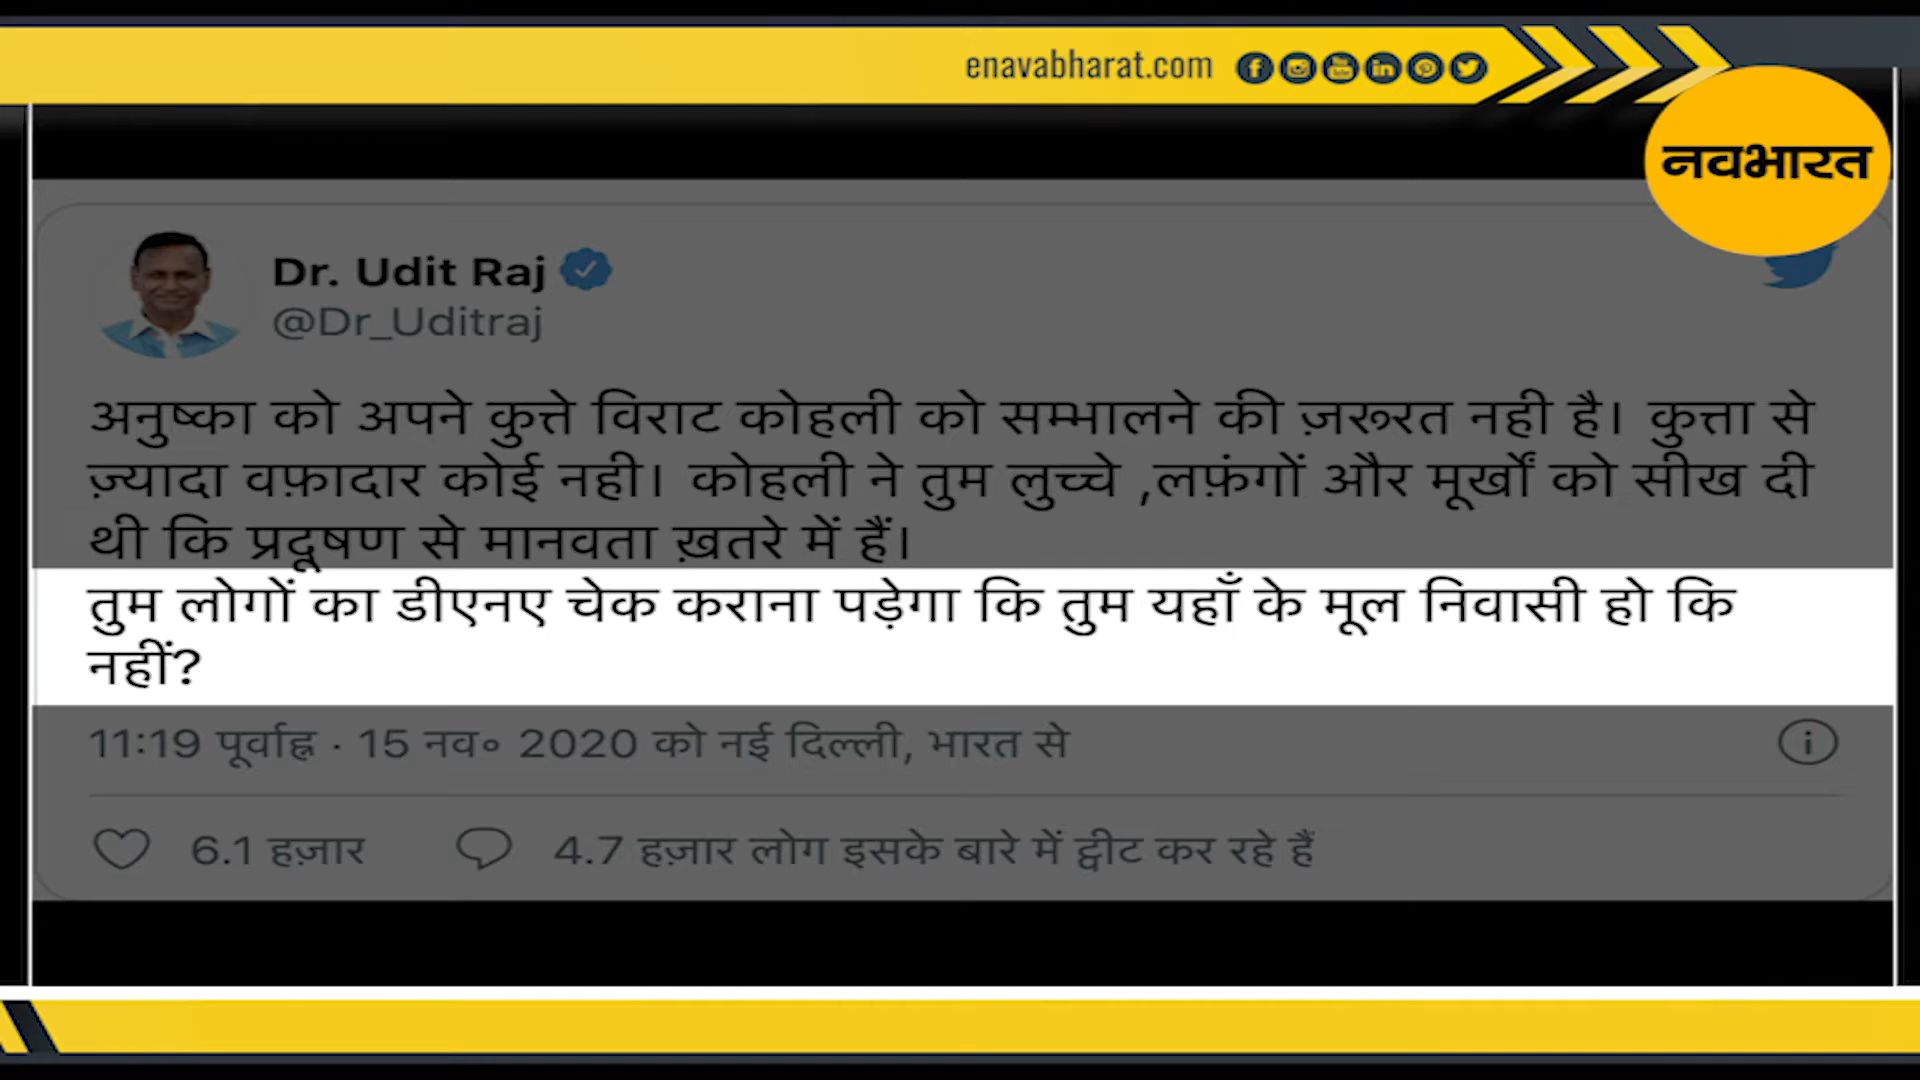 enavabharat.com
नवभारत
Dr. Udit Raj
@Dr_Uditraj
अनुष्का को अपने कुत्ते विराट कोहली को सम्भालने की ज़रूरत नही है। कुत्ता से
ज़्यादा वफ़ादार कोई नही। कोहली ने तुम लुच्चे ,लफ़ंगों और मूर्खों को सीख दी
थी कि प्रदूूषण से मानवता ख़तरे में हैं।
तुम लोगों का डीएनए चेक कराना पड़ेगा कि तुम यहाँ के मूल निवासी हो कि
नहीं?
11:19 पूर्वाह्न · 15 नव॰ 2020 को नई दिल्ली, भारत से
6.1 हज़ार 4.7 हज़ार लोग इसके बारे में ट्वीट कर रहे हैं